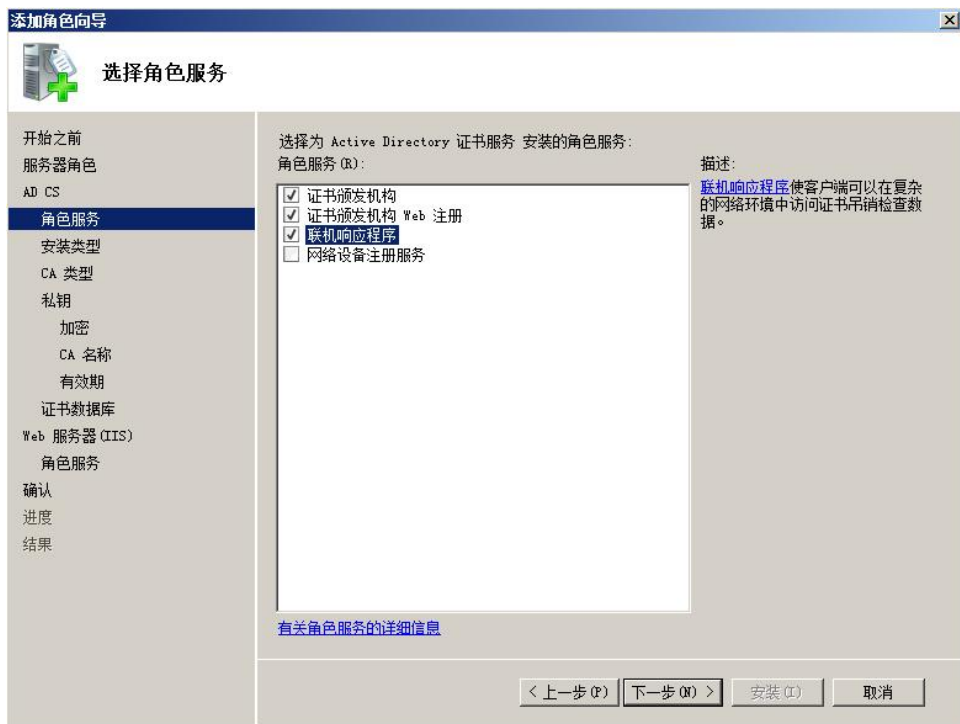 添加角色向导
选择角色服务
开始之前
服务器角色
AD CS
角色服务
安装类型
CA 类型
私钥
加密
CA 名称
有效期
证书数据库
Web 服务器(IIS)
角色服务
确认
进度
结果
选择为 Active Directory 证书服务 安装的角色服务:
角色服务(R):
证书颁发机构
证书颁发机构 Web 注册
联机响应程序
网络设备注册服务
有关角色服务的详细信息
描述:
联机响应程序使客户端可以在复杂
的网络环境中访问证书吊销检查数
据。
< 上一步(P)
下一步(N) >
安装(I)
取消